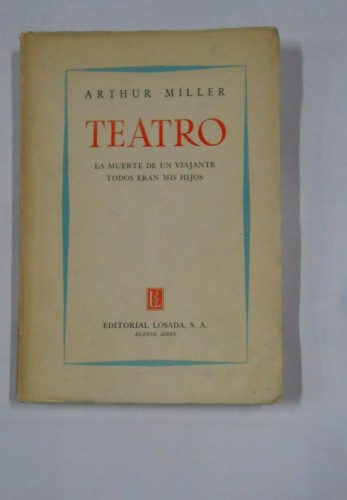 ARTHUR MILLER
TEATRO
LA MUERTE DE UN VIAJANTE
TODOS ERAN MIS HIJOS
EDITORIAL LOSADA, S. A.
BUENOS AIRES